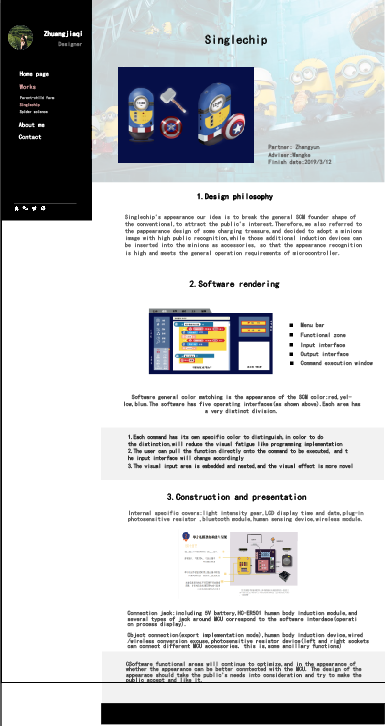 Zhuangjiaqi
Designer
Home page
Works
Parent-child fare
Singlechip
Spider science
About me
Contact
Singlechip
Partner: Zhangyun
Adviser:Wangke
Finish date:2019/3/12
1.Design philosophy
Singlechip's appearance our idea is to break the general SCM founder shape of
the conventional,to attract the public's interest.Therefore,we also referred to
the pappearance design of some charging treasure,and decided to adopt a minions
image with high public recognition,while those additional induction devices can
be inserted into the minions as accessories, so that the appearance recognition
is high and meets the general operation requirements of microcontroller.
2.Software rendering
Menu bar
Functional zone
Input interface
Output interface
Command execution window
Software general color matching is the appearance of the SCM color:red,yel-
low,blue.The software has five operating interfaces(as shown above).Each area has
a very distinct division.
1.Each command has its own specific color to distinguish,in color to do
the distinction,will reduce the visual fatigue like programming implementation
2.The user can pull the function directly onto the command to be executed, and t
he input interface will change accordingly
3.The visual input area is embedded and nested,and the visual effect is more novel
3.Construction and presentation
Internal specific covers:light intensity gear,LCD display time and date,plug-in
photosensitive resistor ,bluetooth module,human sensing device,wireless module.
Connection jack:including 5V battery,HC-ER501 human body induction module,and
several types of jack around MCU correspond to the software interdace(operati
on process display).
Object connection(export implementation mode),human body induction device,wired
/wireless conversion mouse,photosensitive resistor device(left and right sockets
can connect different MCU accessories. this is,some ancillary functions)
CSoftware functional areas will continue to optimize,and in the appearance of
whether the appearance can be better conntexted with the MCU. The design of the
appearance should take the public's needs into consideration and try to make the
public accept and like it.